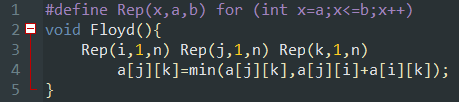 1 #define Rep(x,a,b) for (int x=a;x<=b;x++)
2 void Floyd(){
3 Rep(i,1,n) Rep(j,1,n) Rep(k,1,n)
4 a[j][k]=min(a[j][k],a[j][i]+a[i][k]);
5 }